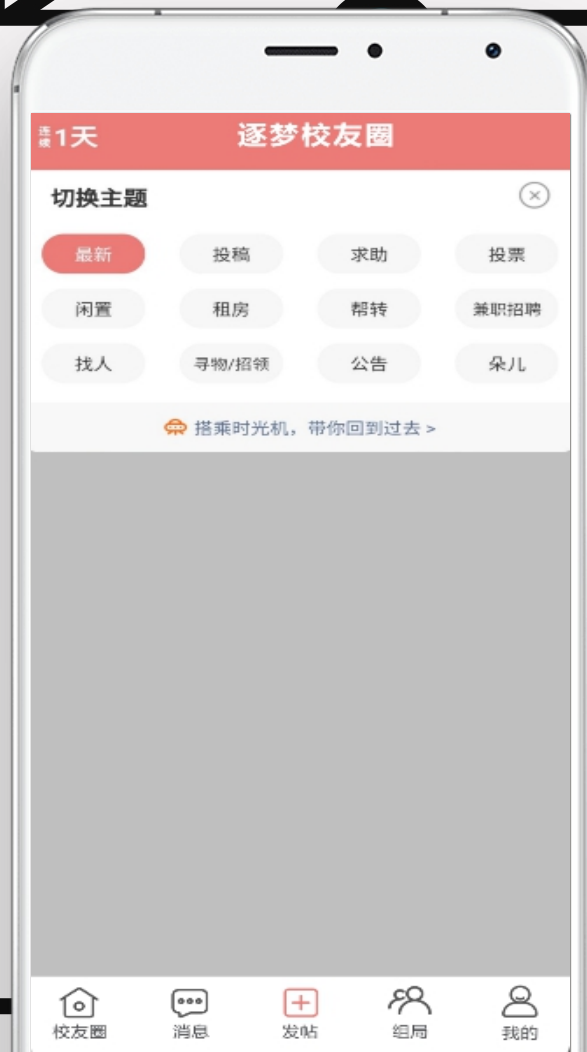 连续1天 逐梦校友圈
切换主题
最新 投稿 求助 投票
闲置 租房 帮转 兼职招聘
找人 寻物/招领 公告 朵儿
搭乘时光机，带你回到过去 >
校友圈 消息 发帖 组局 我的